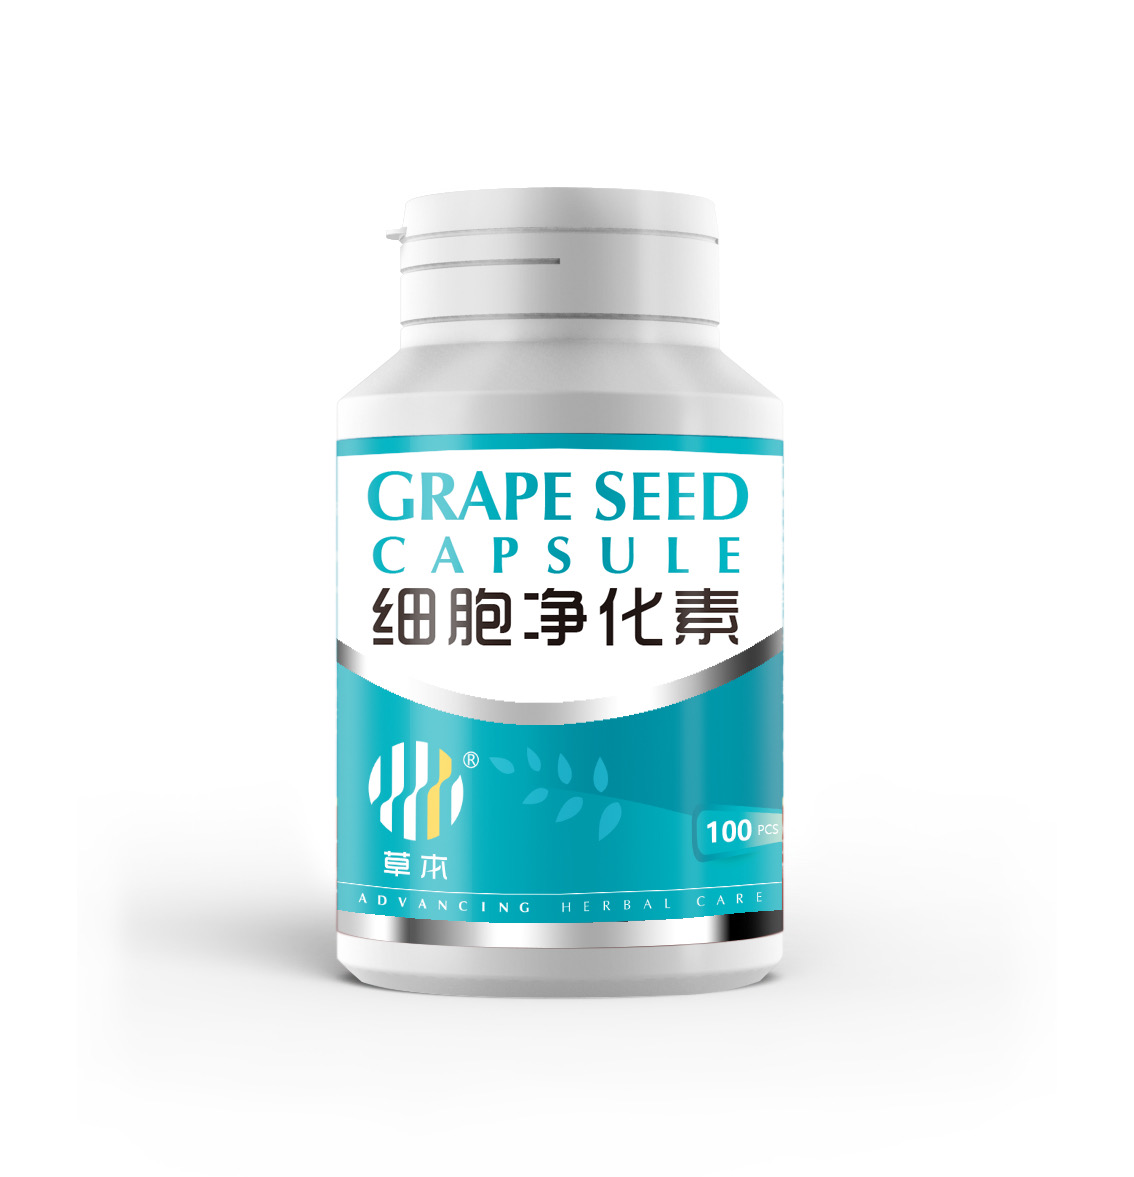 GRAPE SEED
CAPSULE
细胞净化素
®
草本
100 PCS
ADVANCING HERBAL CARE